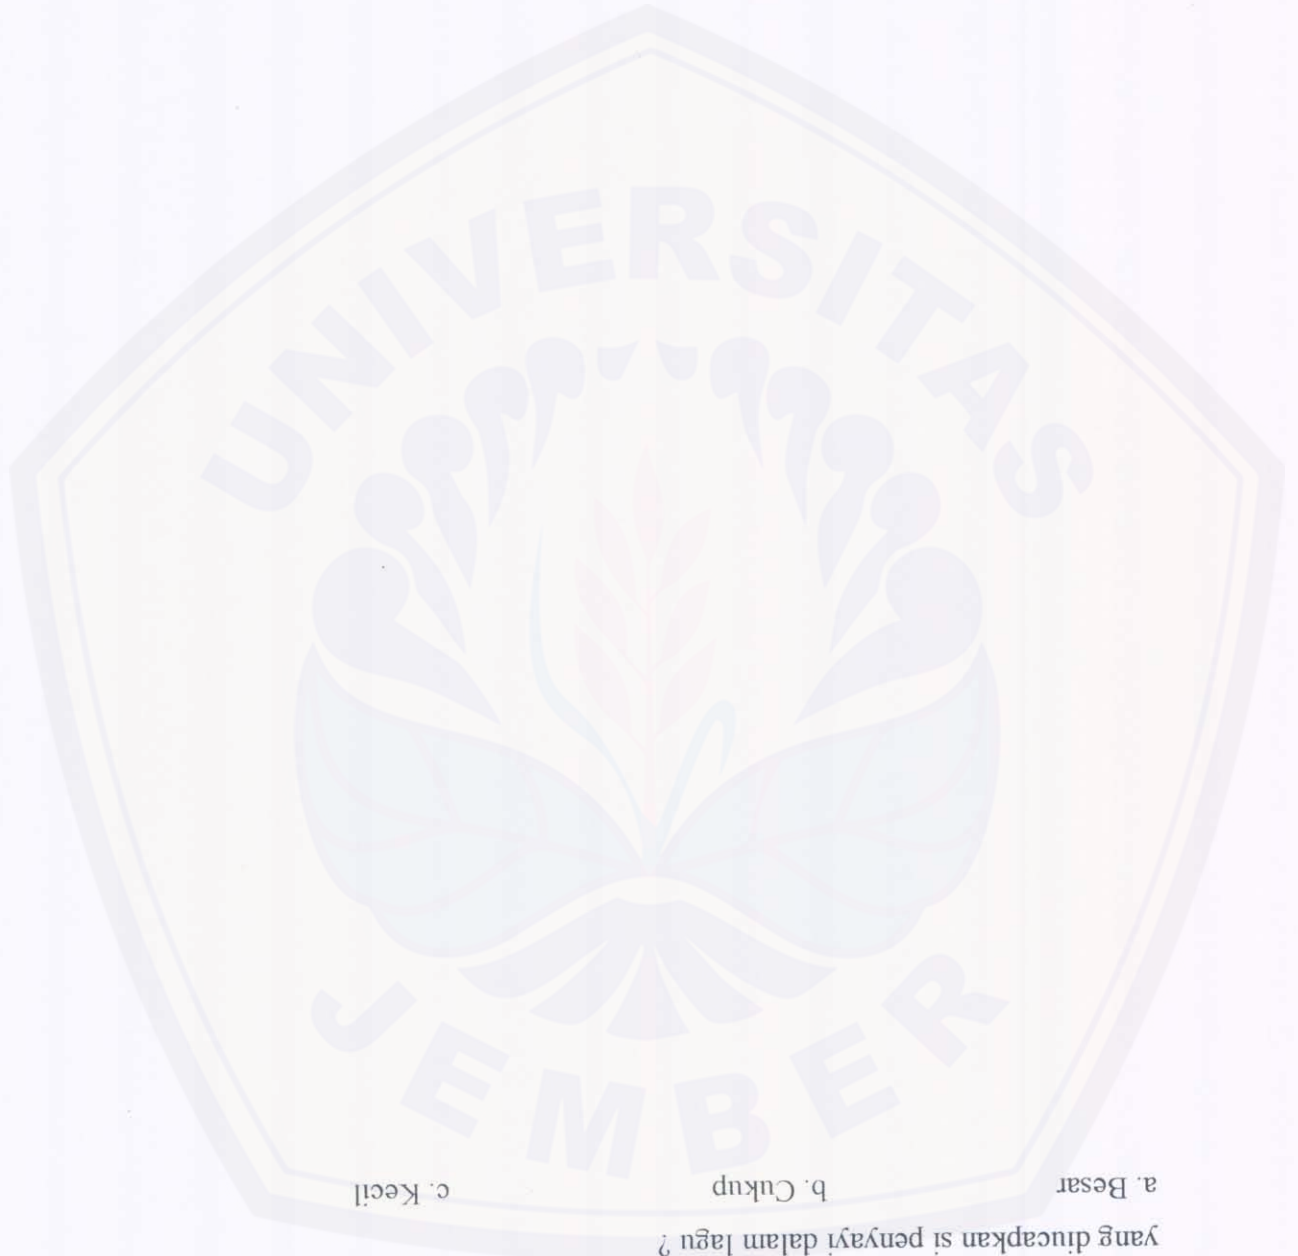 yang diucapkan si penyayi dalam lagu ?
a. Besar b. Cukup c. Kecil
UNIVERSITAS
JEMBER